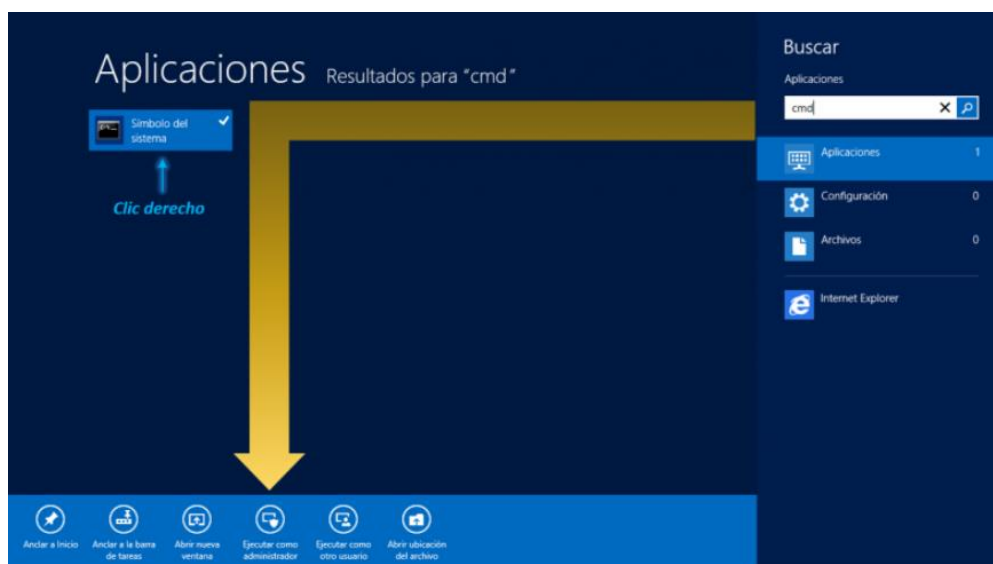 Aplicaciones Resultados para "cmd"
Símbolo del
sistema
Clic derecho
Buscar
Aplicaciones
cmd
Aplicaciones 1
Configuración 0
Archivos 0
Internet Explorer
Anclar a Inicio
Anclar a la barra
de tareas
Abrir nueva
ventana
Ejecutar como
administrador
Ejecutar como
otro usuario
Abrir ubicación
del archivo